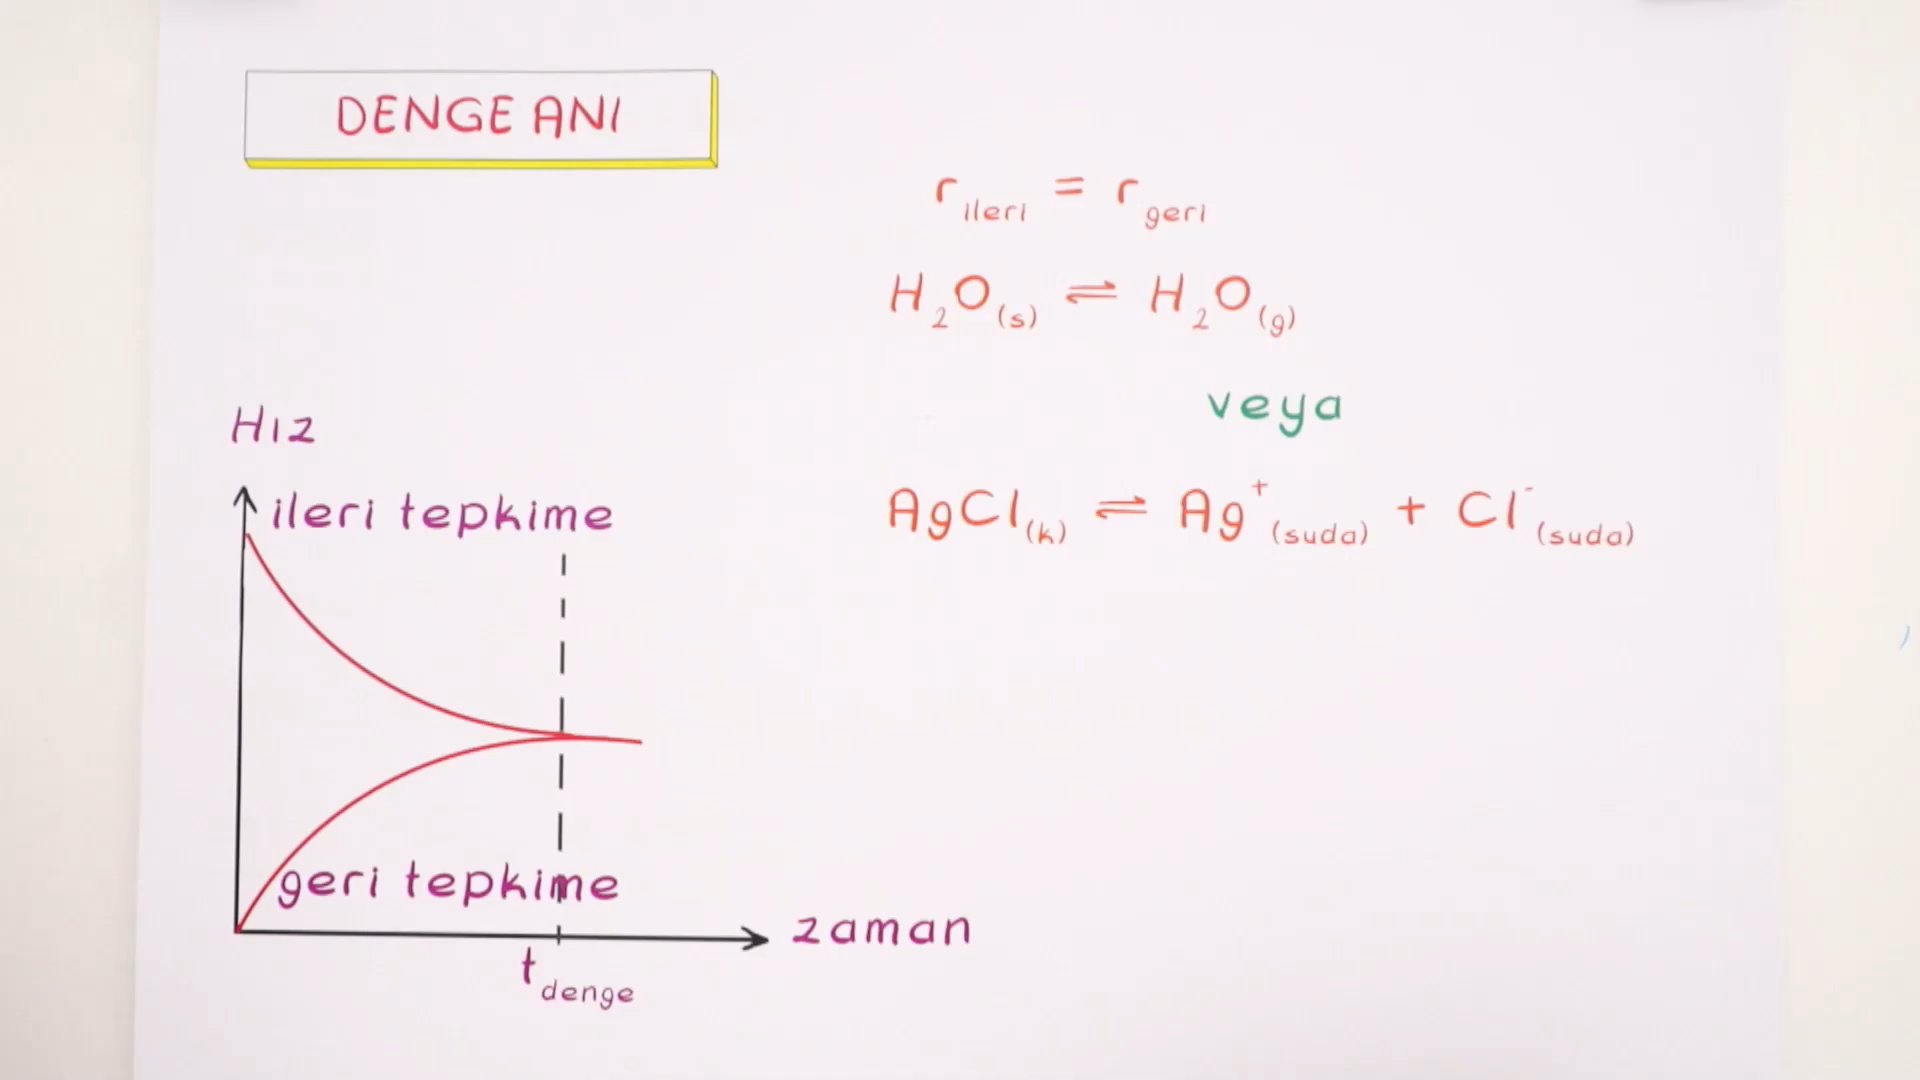 DENGE ANI
r ileri = r geri
H₂O(s) ⇌ H₂O(g)
veya
AgCl(k) ⇌ Ag⁺(suda) + Cl⁻(suda)
Hız
ileri tepkime
geri tepkime
zaman
t denge